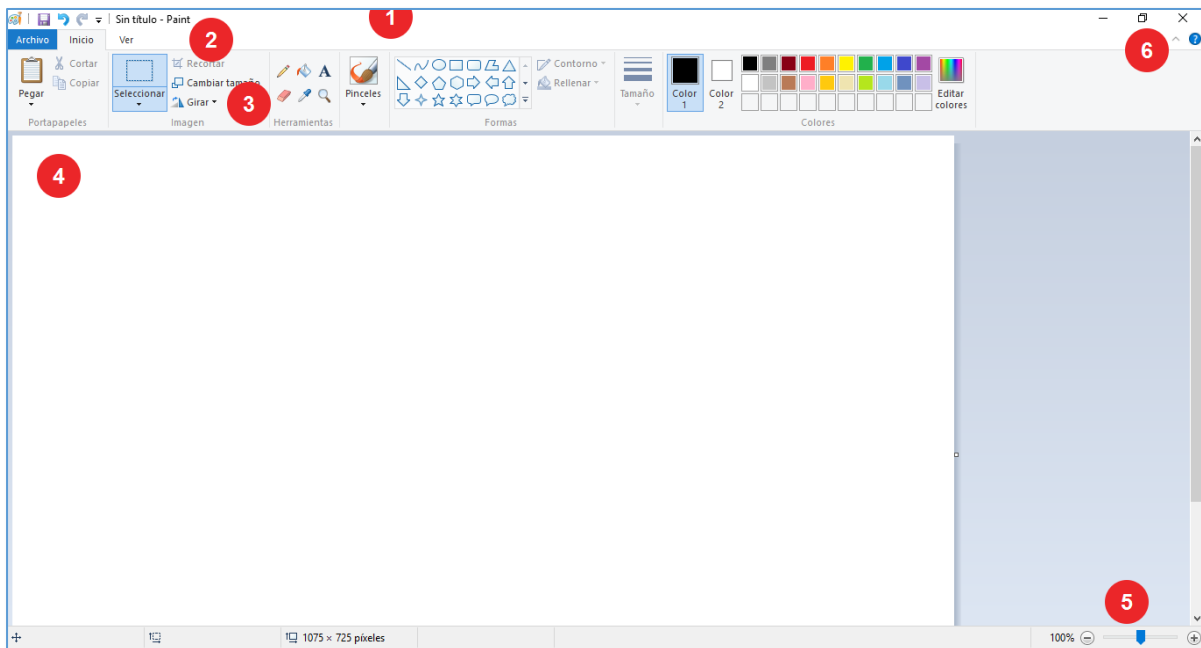 Sin título - Paint
1
Archivo Inicio Ver
2
6
Pegar
Cortar
Copiar
Portapapeles
Seleccionar
Recortar
Cambiar tamaño
Girar
3
Imagen
A
Herramientas
Pinceles
Contorno
Rellenar
Formas
Tamaño
Color
1
Color
2
Editar
colores
Colores
?
4
5
1075 × 725 píxeles
100%